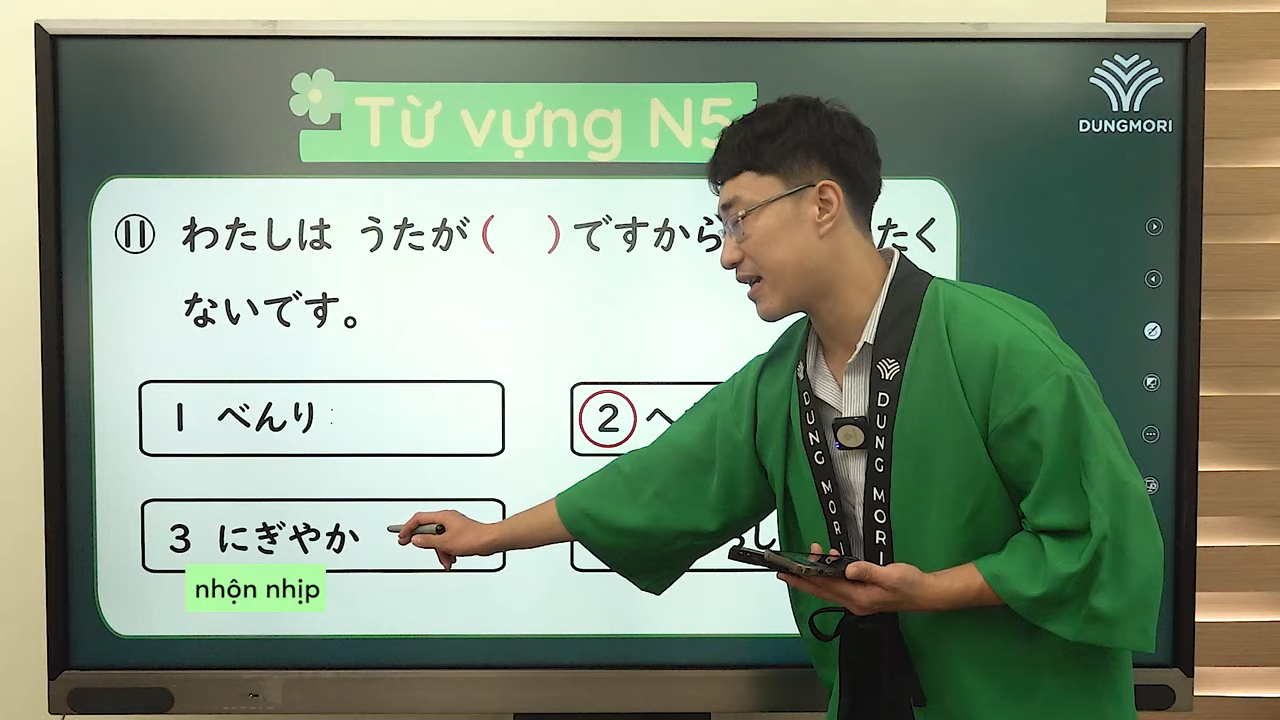 Từ vựng N5
DUNGMORI
⑪ わたしは うたが( )ですから たく
ないです。
1 べんり
2 へ
3 にぎやか
nhộn nhịp
DUNG MORI
DUNG MORI